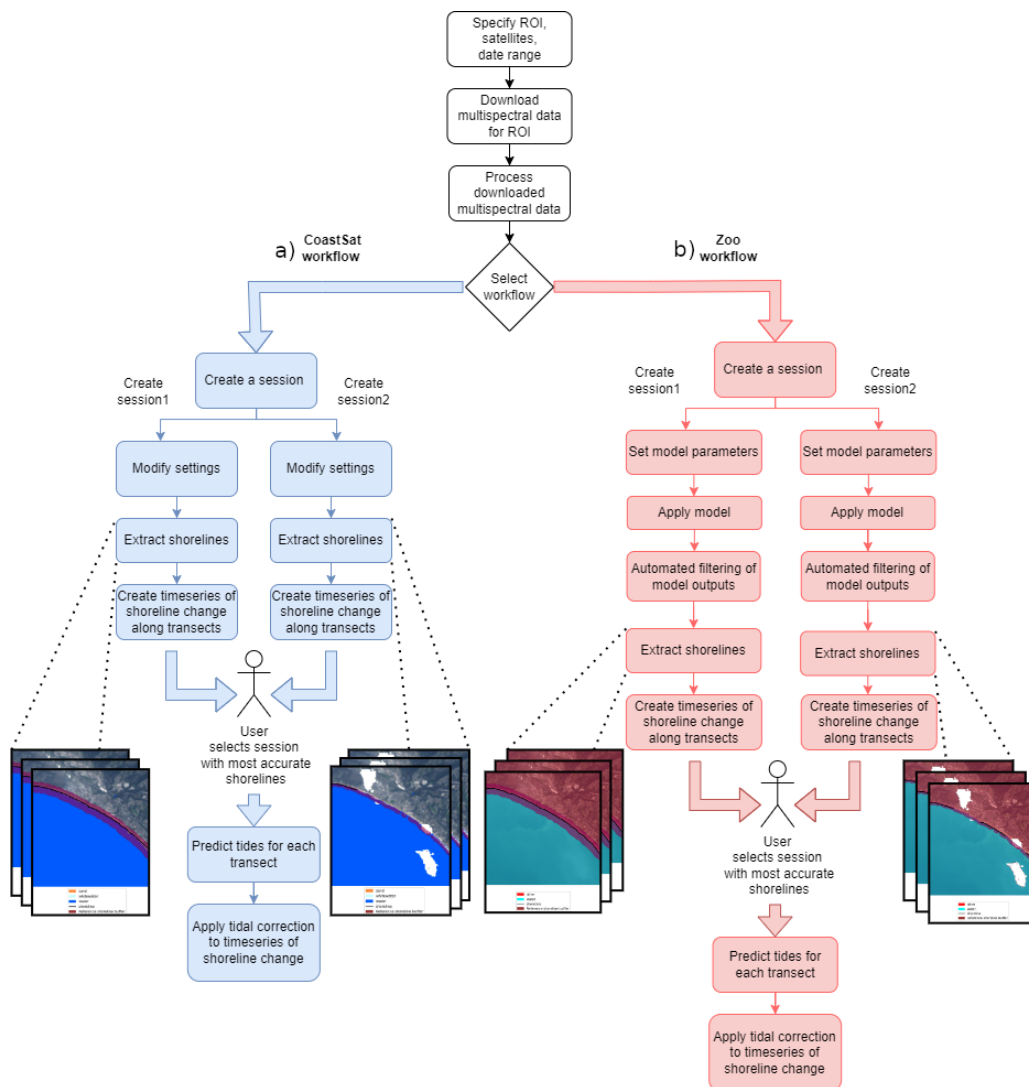 Specify ROI,
satellites,
date range
Download
multispectral data
for ROI
Process
downloaded
multispectral data
a) CoastSat
workflow
b) Zoo
workflow
Select
workflow
Create a session
Create
session1
Create
session2
Modify settings
Modify settings
Extract shorelines
Extract shorelines
Create timeseries of
shoreline change
along transects
Create timeseries of
shoreline change
along transects
User
selects session
with most accurate
shorelines
Predict tides for each
transect
Apply tidal correction
to timeseries of
shoreline change
Create a session
Create
session1
Create
session2
Set model parameters
Set model parameters
Apply model
Apply model
Automated filtering of
model outputs
Automated filtering of
model outputs
Extract shorelines
Extract shorelines
Create timeseries of
shoreline change
along transects
Create timeseries of
shoreline change
along transects
User
selects session
with most accurate
shorelines
Predict tides for
each transect
Apply tidal correction
to timeseries of
shoreline change